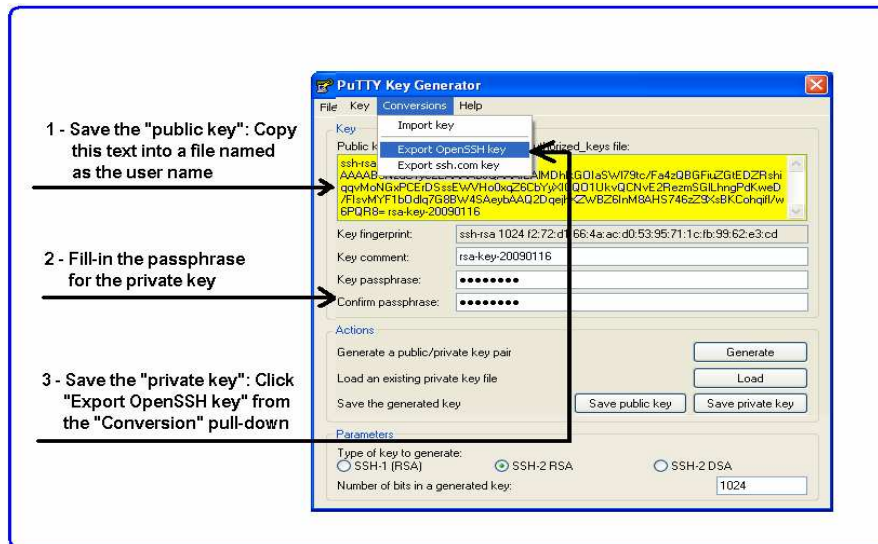 PuTTY Key Generator
File Key Conversions Help
Import key
Export OpenSSH key
Export ssh.com key
1 - Save the "public key": Copy
this text into a file named
as the user name
Key
Public k
uthorized_keys file:
ssh-rsa
6PQR8= rsa-key-20090116
Key fingerprint:
ssh-rsa 1024 f2:72:d1:66:4a:ac:d0:53:95:71:1c:fb:99:62:e3:cd
2 - Fill-in the passphrase
for the private key
Key comment:
rsa-key-20090116
Key passphrase:
Confirm passphrase:
Actions
Generate a public/private key pair
Generate
Load an existing private key file
Load
Save the generated key
Save public key
Save private key
3 - Save the "private key": Click
"Export OpenSSH key" from
the "Conversion" pull-down
Parameters
Type of key to generate:
SSH-1 (RSA)
SSH-2 RSA
SSH-2 DSA
Number of bits in a generated key:
1024